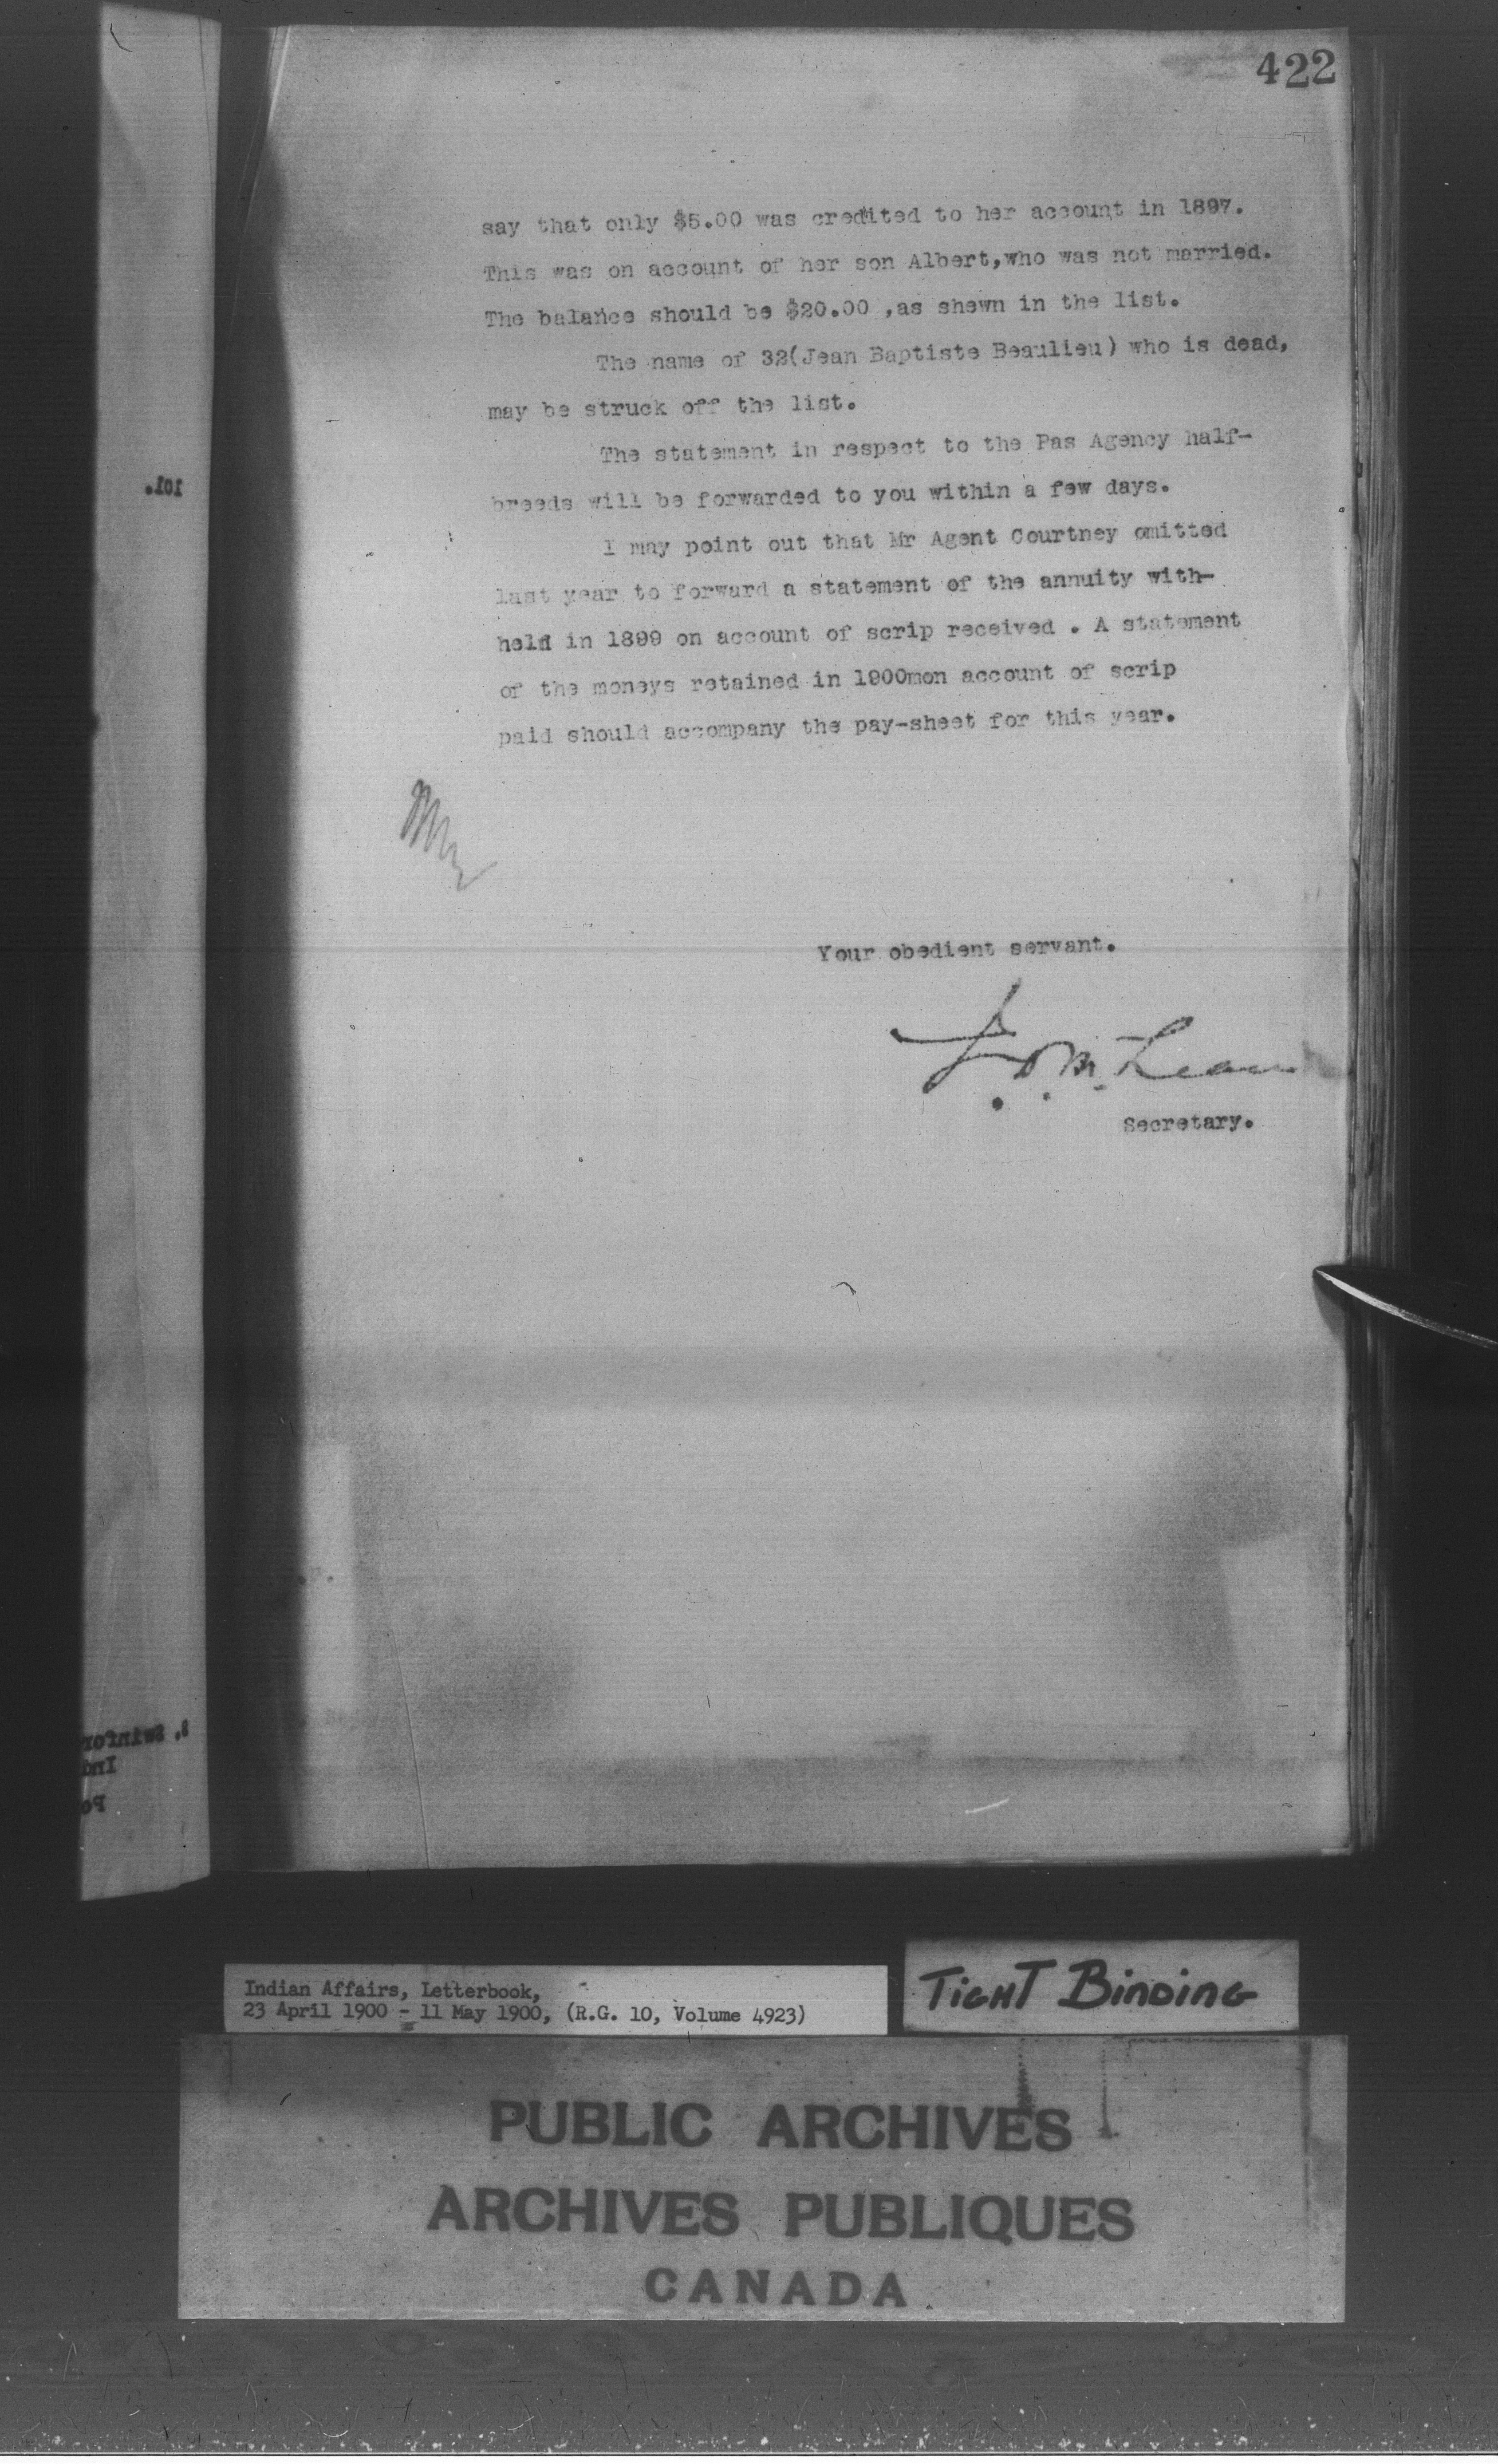 422
say that only $5.00 was credited to her account in 1897.
This was on account of her son Albert,who was not married.
The balance should be $20.00 ,as shewn in the list.
The name of 32(Jean Baptiste Beaulieu) who is dead,
may be struck off the list.
The statement in respect to the Pas Agency half-
breeds will be forwarded to you within a few days.
I may point out that Mr Agent Courtney omitted
last year to forward a statement of the annuity with-
held in 1899 on account of scrip received . A statement
of the moneys retained in 1900mon account of scrip
paid should accompany the pay-sheet for this year.
Your obedient servant.
J. D. McLean
Secretary.
101.
S. Swinfor
Ind
Po
Indian Affairs, Letterbook,
23 April 1900 - 11 May 1900, (R.G. 10, Volume 4923)
TIGHT BINDING
PUBLIC ARCHIVES
ARCHIVES PUBLIQUES
CANADA